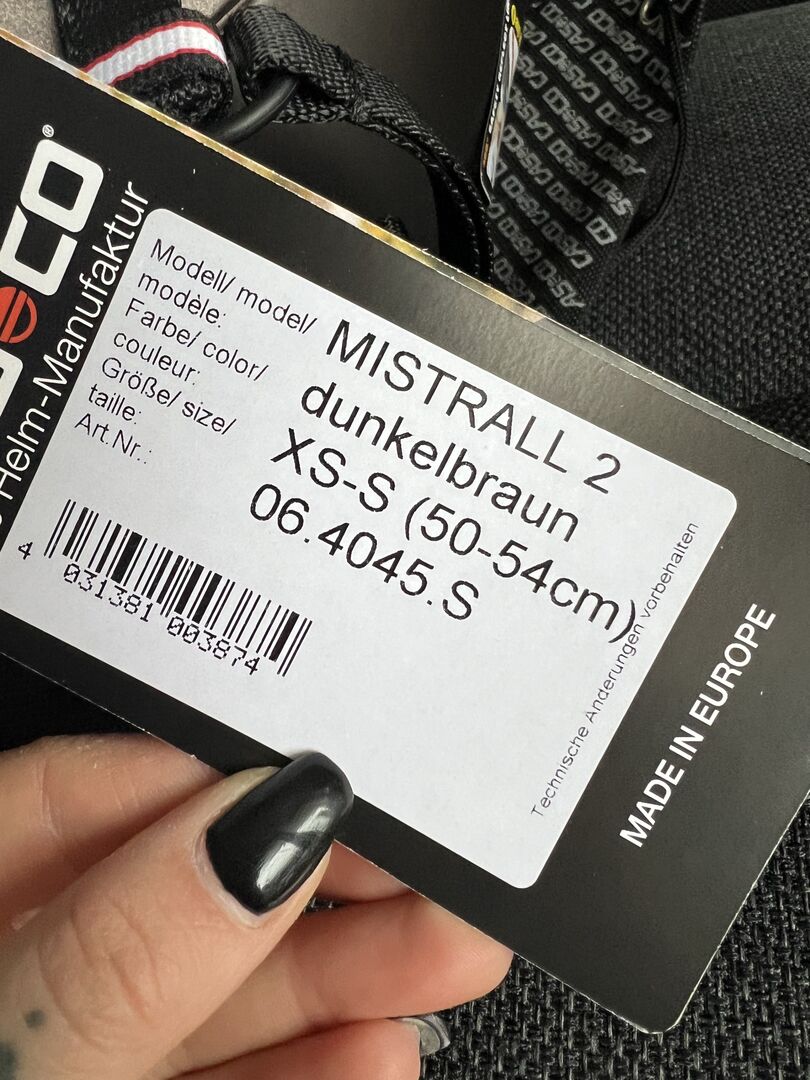 CO®
Helm-Manufaktur
Modell/ model/
modèle:
MISTRALL 2
Farbe/ color/
couleur:
dunkelbraun
Größe/ size/
taille:
XS-S (50-54cm)
Art.Nr.:
06.4045.S
4 031381 003874
Technische Änderungen vorbehalten
MADE IN EUROPE